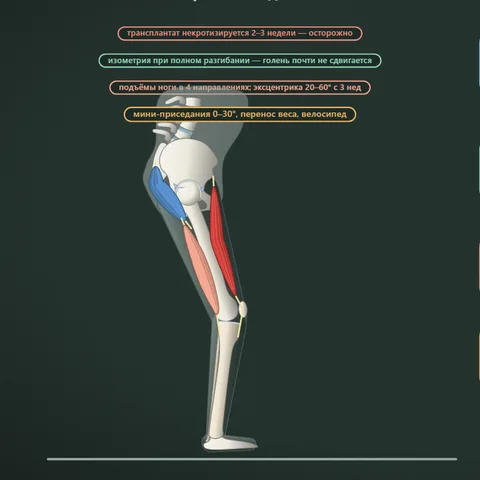 трансплантат некротизируется 2–3 недели — осторожно
изометрия при полном разгибании — голень почти не сдвигается
подъёмы ноги в 4 направлениях; эксцентрика 20–60° с 3 нед
мини-приседания 0–30°, перенос веса, велосипед